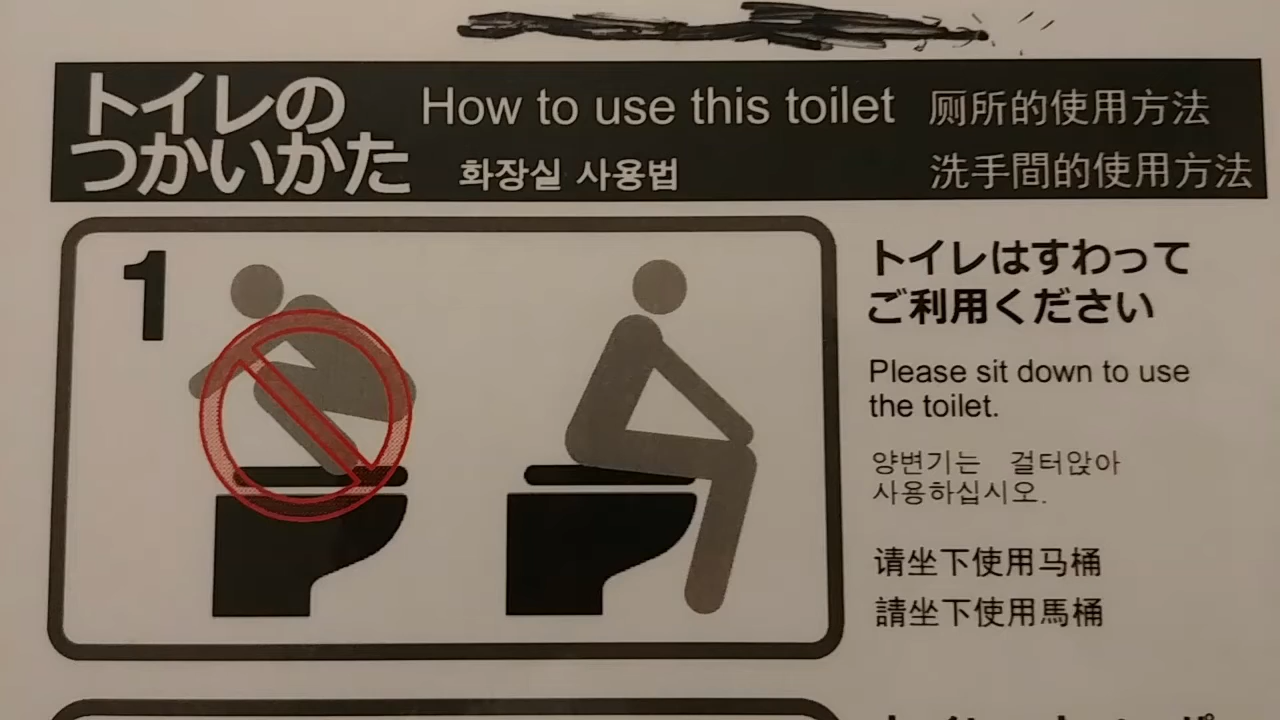 トイレの
つかいかた
How to use this toilet
화장실 사용법
厕所的使用方法
洗手間的使用方法
1
トイレはすわって
ご利用ください
Please sit down to use
the toilet.
양변기는 걸터앉아
사용하십시오.
请坐下使用马桶
請坐下使用馬桶